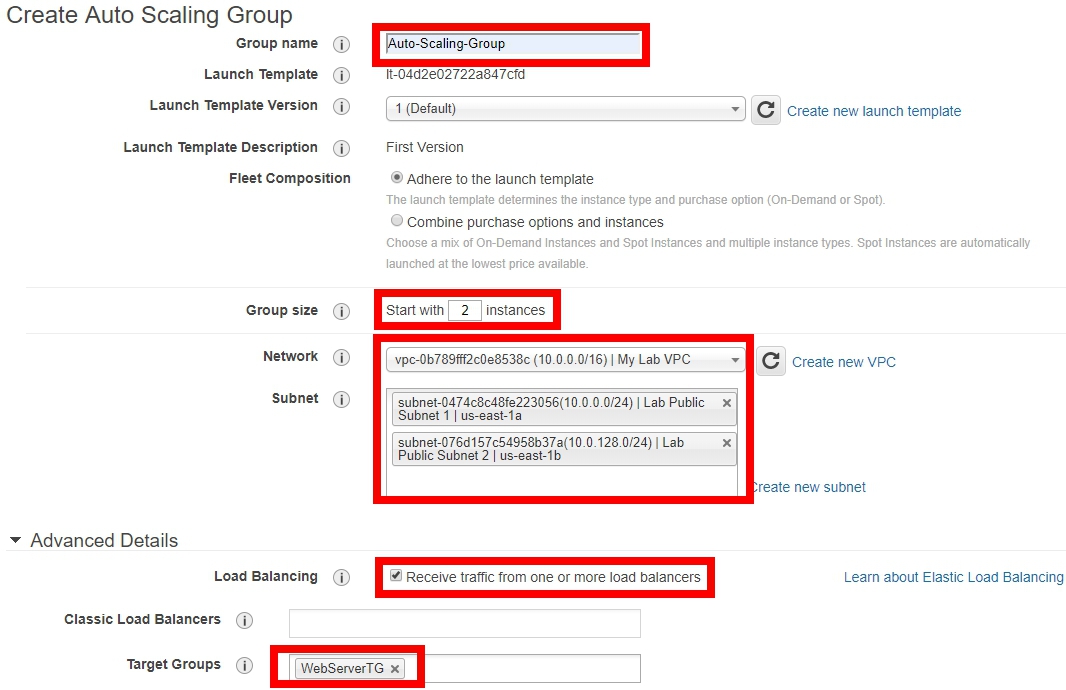 Create Auto Scaling Group
Group name
Auto-Scaling-Group
Launch Template
lt-04d2e02722a847cfd
Launch Template Version
1 (Default)
Create new launch template
Launch Template Description
First Version
Fleet Composition
Adhere to the launch template
The launch template determines the instance type and purchase option (On-Demand or Spot).
Combine purchase options and instances
Choose a mix of On-Demand Instances and Spot Instances and multiple instance types. Spot Instances are automatically
launched at the lowest price available.
Group size
Start with 2 instances
Network
vpc-0b789fff2c0e8538c (10.0.0.0/16) | My Lab VPC
Create new VPC
Subnet
subnet-0474c8c48fe223056(10.0.0.0/24) | Lab Public
Subnet 1 | us-east-1a
subnet-076d157c54958b37a(10.0.128.0/24) | Lab
Public Subnet 2 | us-east-1b
Create new subnet
Advanced Details
Load Balancing
Receive traffic from one or more load balancers
Learn about Elastic Load Balancing
Classic Load Balancers
Target Groups
WebServerTG